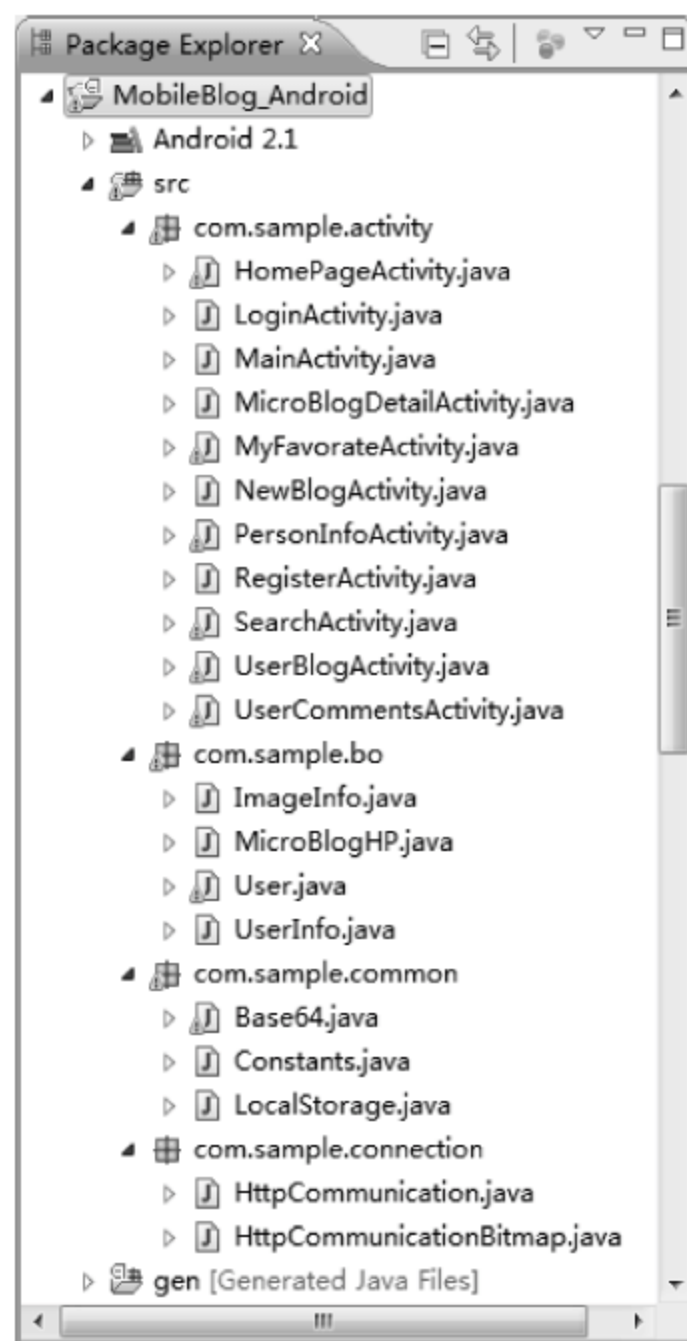 Package Explorer
MobileBlog_Android
Android 2.1
src
com.sample.activity
HomePageActivity.java
LoginActivity.java
MainActivity.java
MicroBlogDetailActivity.java
MyFavorateActivity.java
NewBlogActivity.java
PersonInfoActivity.java
RegisterActivity.java
SearchActivity.java
UserBlogActivity.java
UserCommentsActivity.java
com.sample.bo
ImageInfo.java
MicroBlogHP.java
User.java
UserInfo.java
com.sample.common
Base64.java
Constants.java
LocalStorage.java
com.sample.connection
HttpCommunication.java
HttpCommunicationBitmap.java
gen [Generated Java Files]